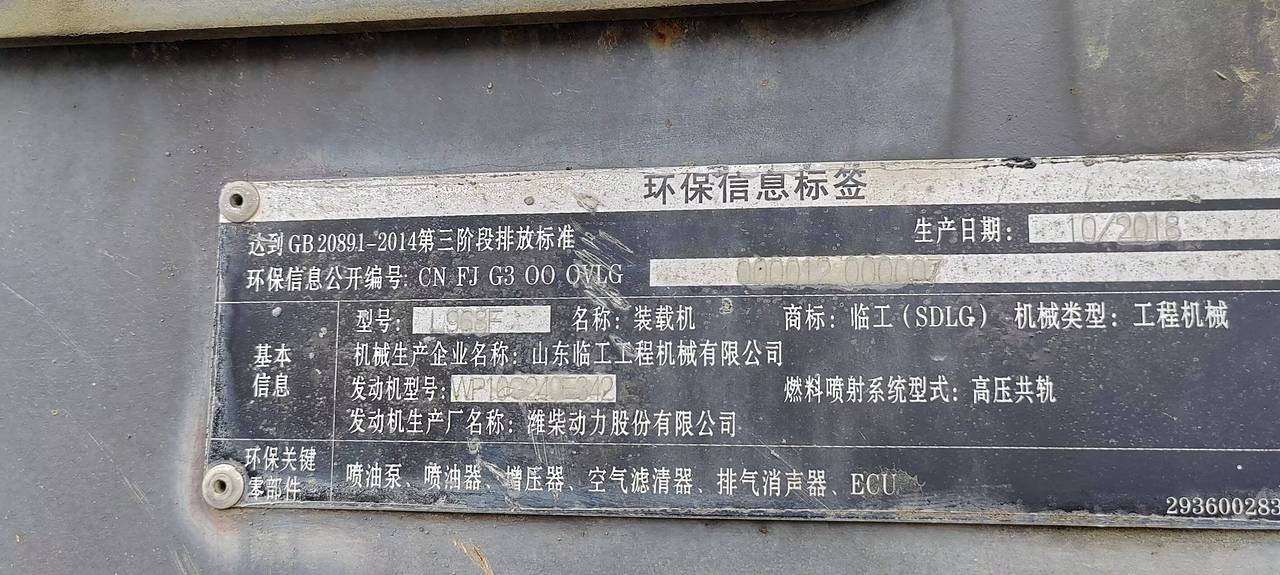 环保信息标签
达到GB 20891-2014第三阶段排放标准 生产日期: 10/2018
环保信息公开编号: CN FJ G3 OO OVLG 000012 000007
基本信息
型号: L968F 名称: 装载机 商标: 临工(SDLG) 机械类型: 工程机械
机械生产企业名称: 山东临工工程机械有限公司
发动机型号: WP10G240E342 燃料喷射系统型式: 高压共轨
发动机生产厂名称: 潍柴动力股份有限公司
环保关键零部件
喷油泵、喷油器、增压器、空气滤清器、排气消声器、ECU
293600283